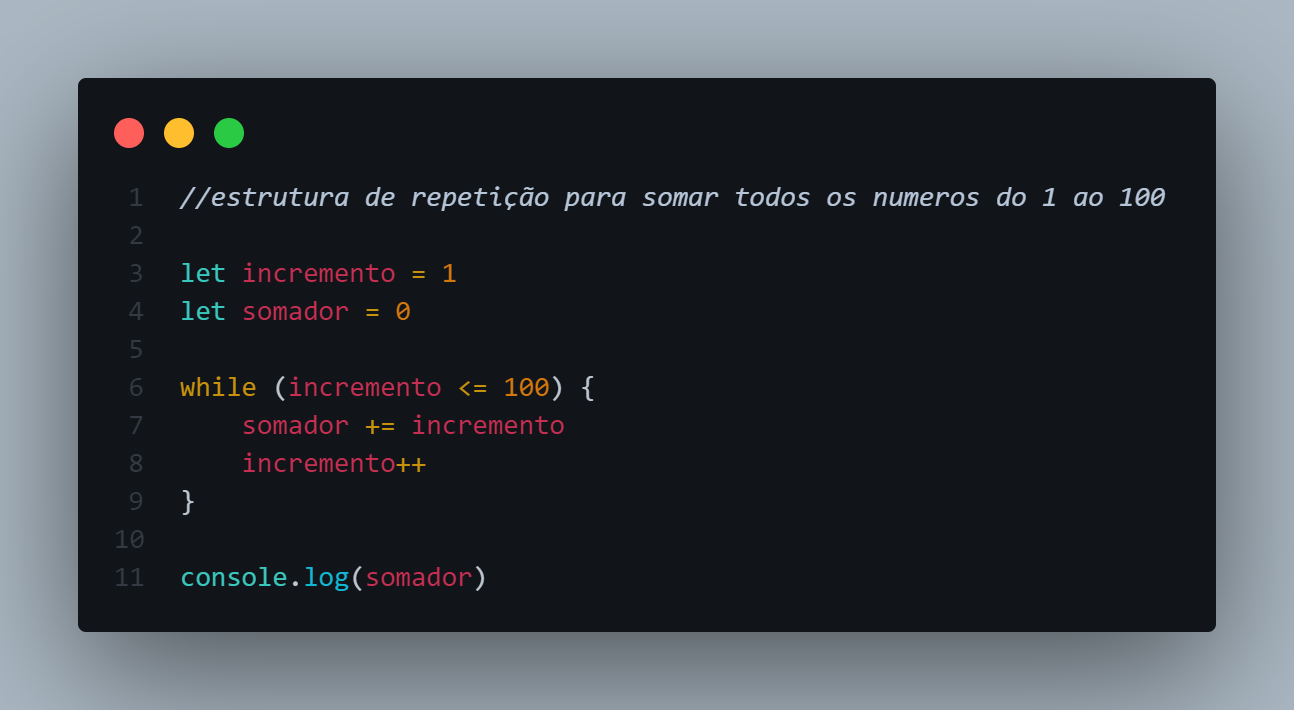 1 //estrutura de repetição para somar todos os numeros do 1 ao 100
2
3 let incremento = 1
4 let somador = 0
5
6 while (incremento <= 100) {
7     somador += incremento
8     incremento++
9 }
10
11 console.log(somador)